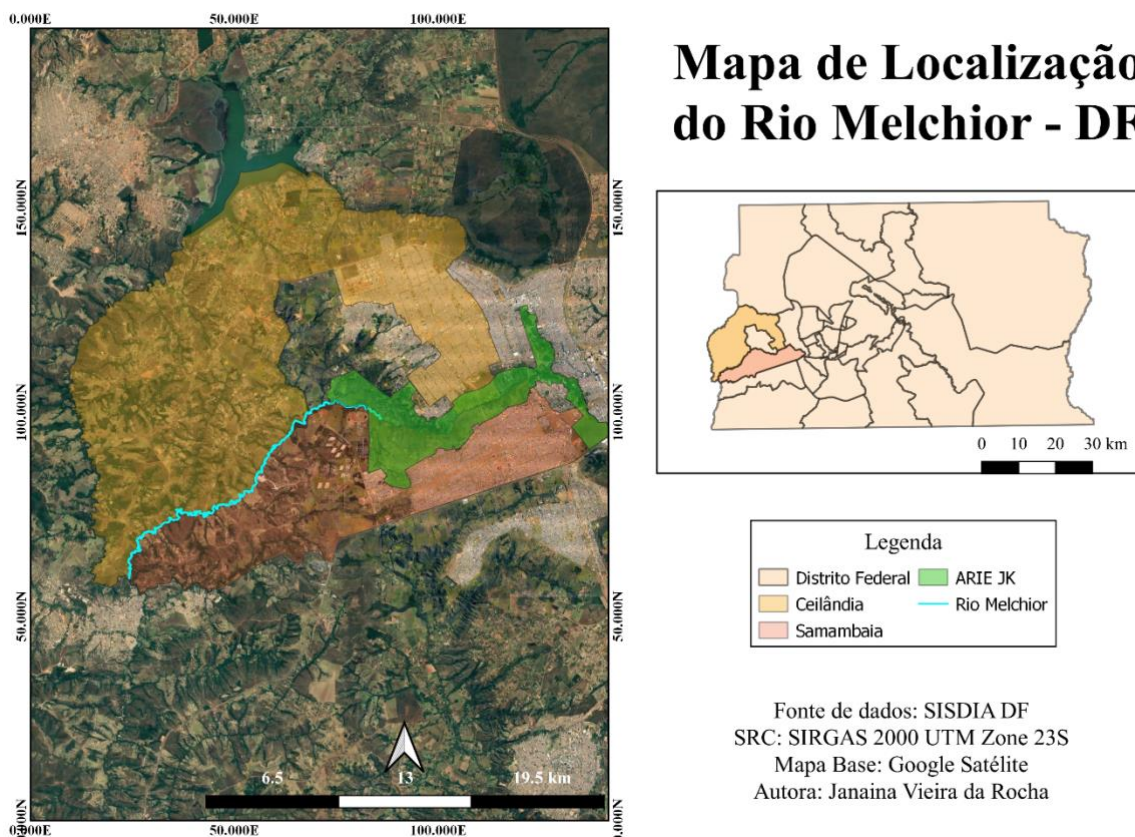 0.000E 50.000E 100.000E
Mapa de Localização
do Rio Melchior - DF
150.000N 150.000N
100.000N 100.000N
50.000N 50.000N
0 10 20 30 km
Legenda
Distrito Federal
Ceilândia
Samambaia
ARIE JK
Rio Melchior
Fonte de dados: SISDIA DF
SRC: SIRGAS 2000 UTM Zone 23S
Mapa Base: Google Satélite
Autora: Janaina Vieira da Rocha
6.5 13 19.5 km
0.000E 50.000E 100.000E